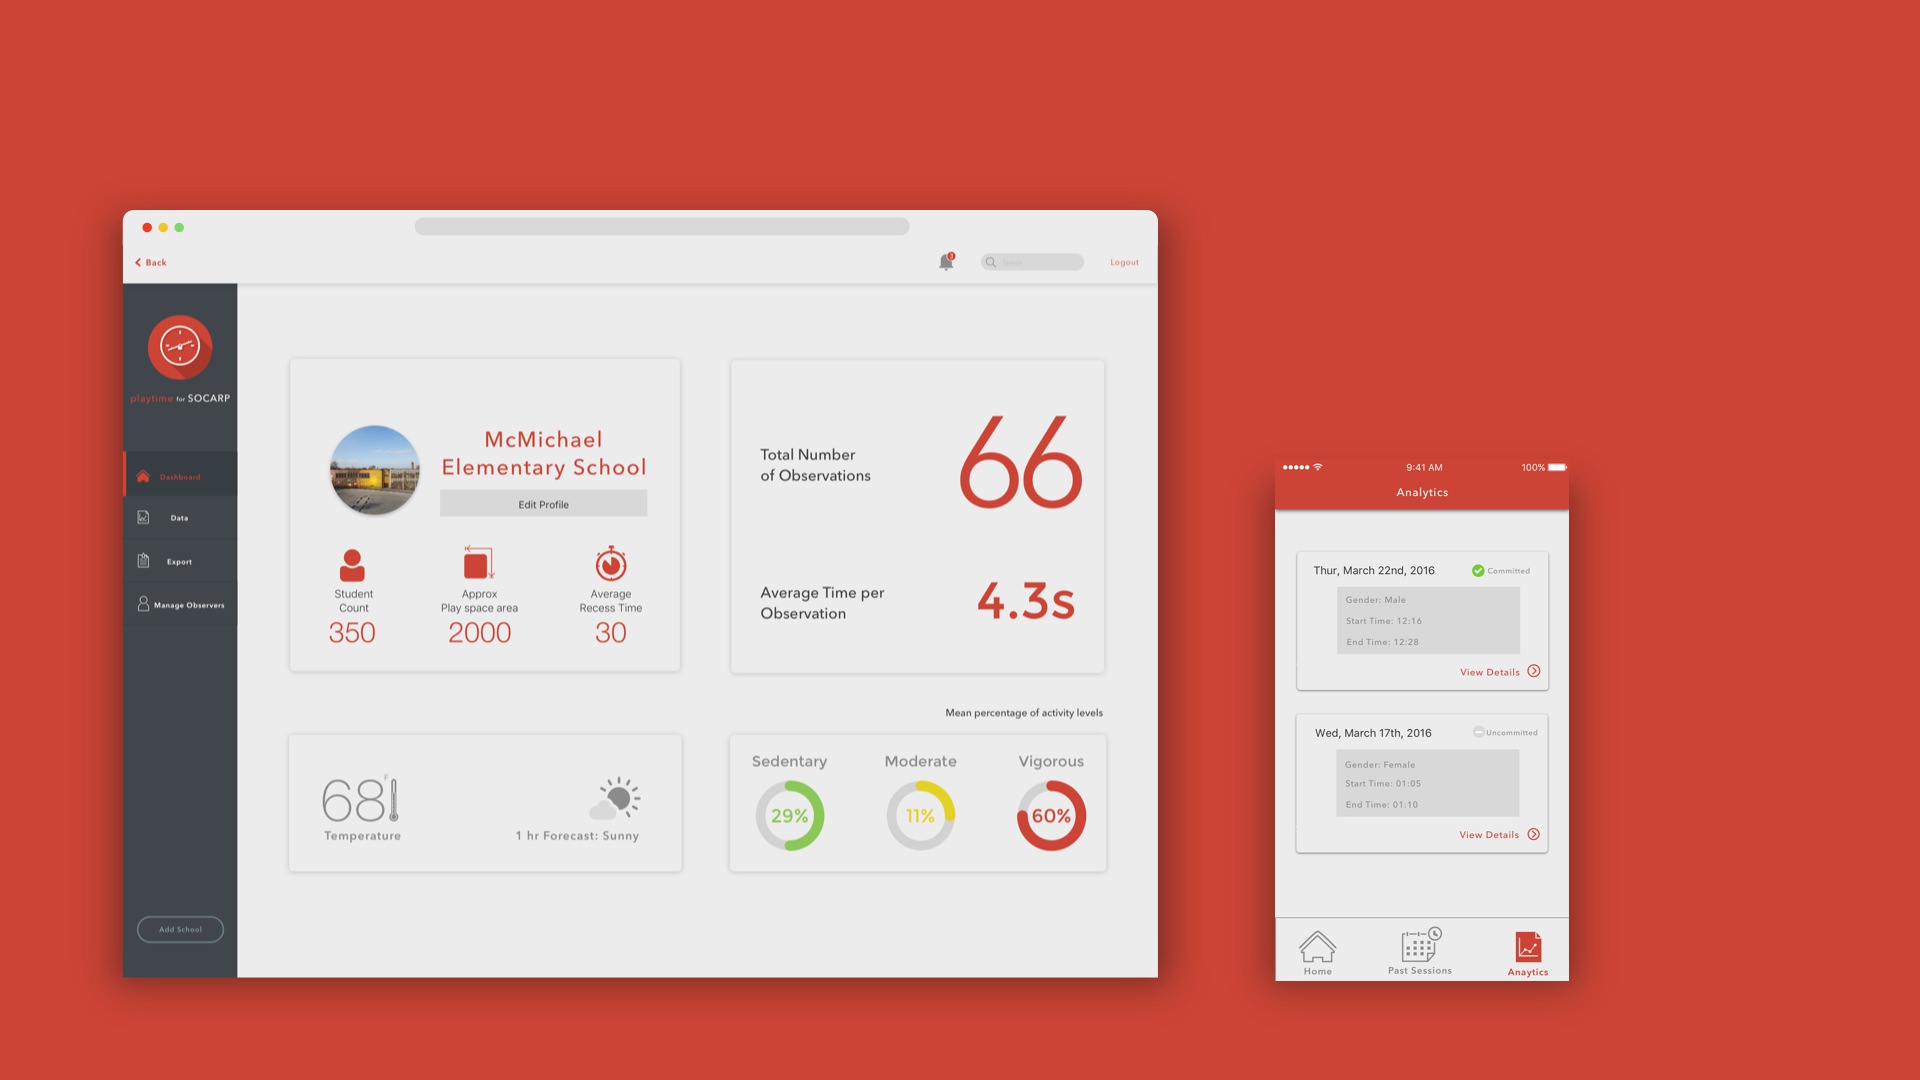 Back
3
Search
Logout
playtime for SOCARP
Dashboard
Data
Export
Manage Observers
Add School
McMichael
Elementary School
Edit Profile
Student
Count
350
Approx
Play space area
2000
Average
Recess Time
30
Total Number
of Observations
66
Average Time per
Observation
4.3s
68 F
Temperature
1 hr Forecast: Sunny
Mean percentage of activity levels
Sedentary
Moderate
Vigorous
29%
11%
60%
9:41 AM
100%
Analytics
Thur, March 22nd, 2016
Committed
Gender: Male
Start Time: 12:16
End Time: 12:28
View Details
Wed, March 17th, 2016
Uncommitted
Gender: Female
Start Time: 01:05
End Time: 01:10
View Details
Home
Past Sessions
Anaytics